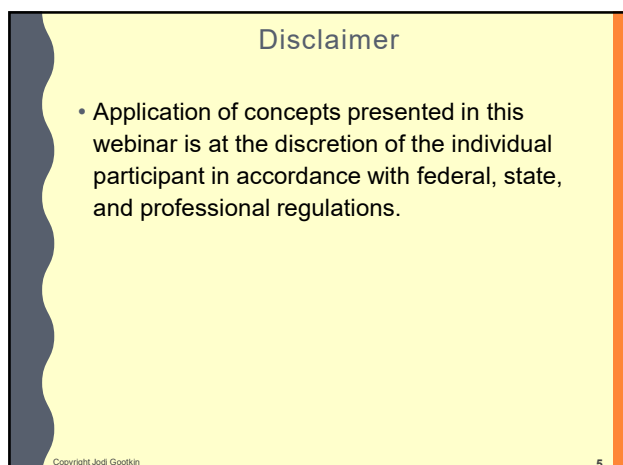 Disclaimer
• Application of concepts presented in this
webinar is at the discretion of the individual
participant in accordance with federal, state,
and professional regulations.
Copyright Jodi Gootkin
5